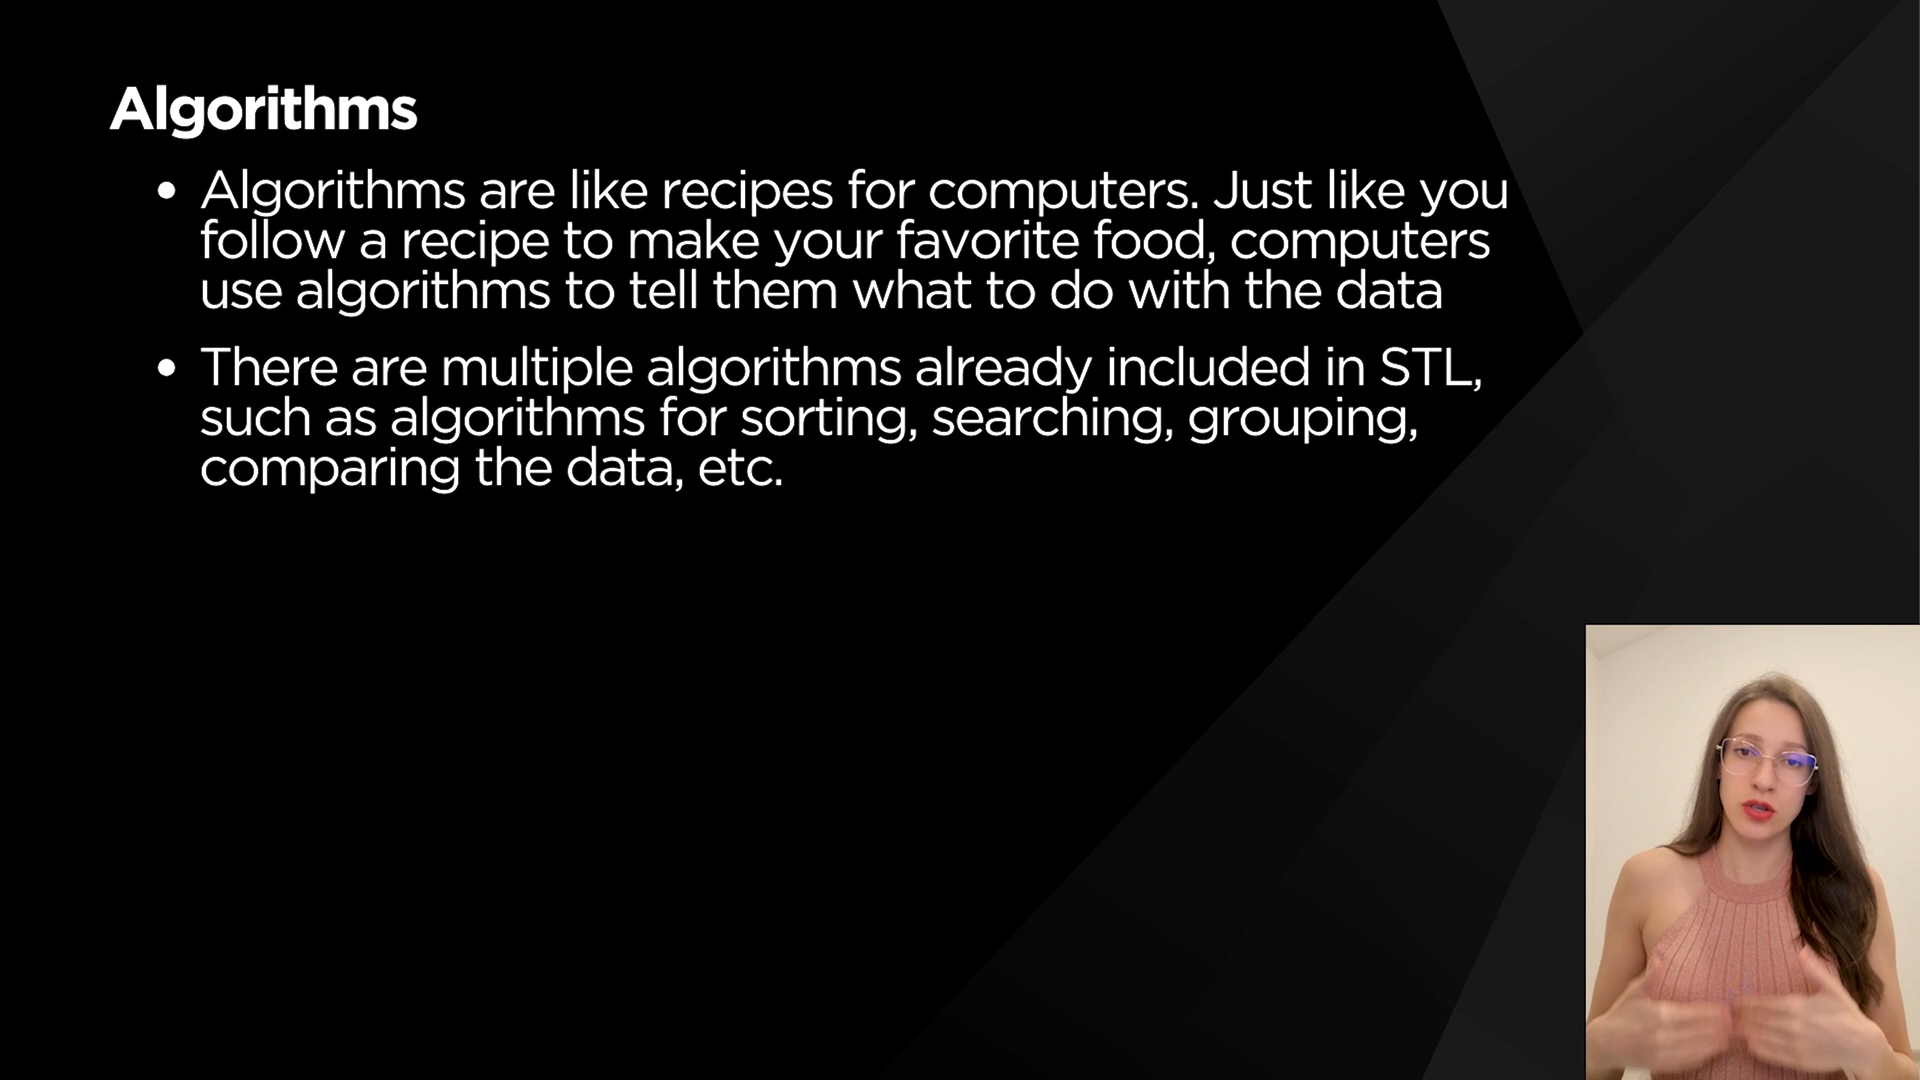 Algorithms
• Algorithms are like recipes for computers. Just like you
follow a recipe to make your favorite food, computers
use algorithms to tell them what to do with the data
• There are multiple algorithms already included in STL,
such as algorithms for sorting, searching, grouping,
comparing the data, etc.